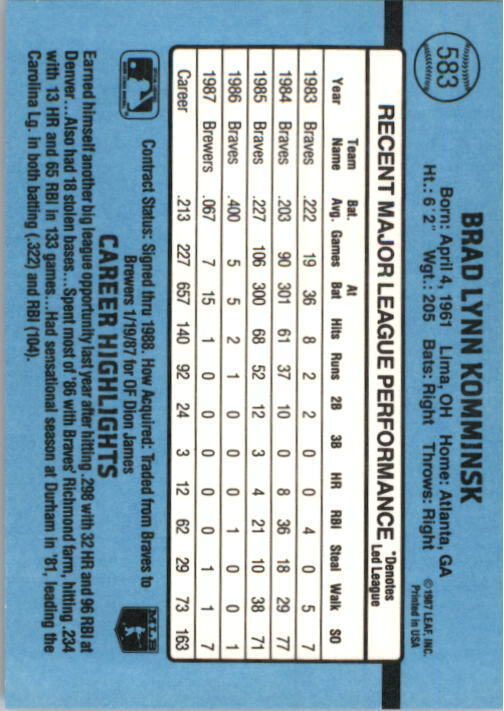 583
BRAD LYNN KOMMINSK
Born: April 4, 1961 Lima, OH Home: Atlanta, GA
Ht.: 6' 2" Wgt.: 205 Bats: Right Throws: Right
©1987 LEAF, INC.
Printed in USA
RECENT MAJOR LEAGUE PERFORMANCE *Denotes Led League
Year Team Name Bat. Avg. Games At Bat Hits Runs 2B 3B HR RBI Steal Walk SO
1983 Braves .222 19 36 8 2 2 0 0 4 0 5 7
1984 Braves .203 90 301 61 37 10 0 8 36 18 29 77
1985 Braves .227 106 300 68 52 12 3 4 21 10 38 71
1986 Braves .400 5 5 2 1 0 0 0 1 0 0 1
1987 Brewers .067 7 15 1 0 0 0 0 0 1 1 7
Career .213 227 657 140 92 24 3 12 62 29 73 163
Contract Status: Signed thru 1988. How Acquired: Traded from Braves to
Brewers 1/19/87 for OF Dion James
MLB
CAREER HIGHLIGHTS
Earned himself another big league opportunity last year after hitting .298 with 32 HR and 96 RBI at
Denver...Also had 18 stolen bases...Spent most of '86 with Braves' Richmond farm, hitting .234
with 13 HR and 65 RBI in 133 games...Had sensational season at Durham in '81, leading the
Carolina Lg. in both batting (.322) and RBI (104).